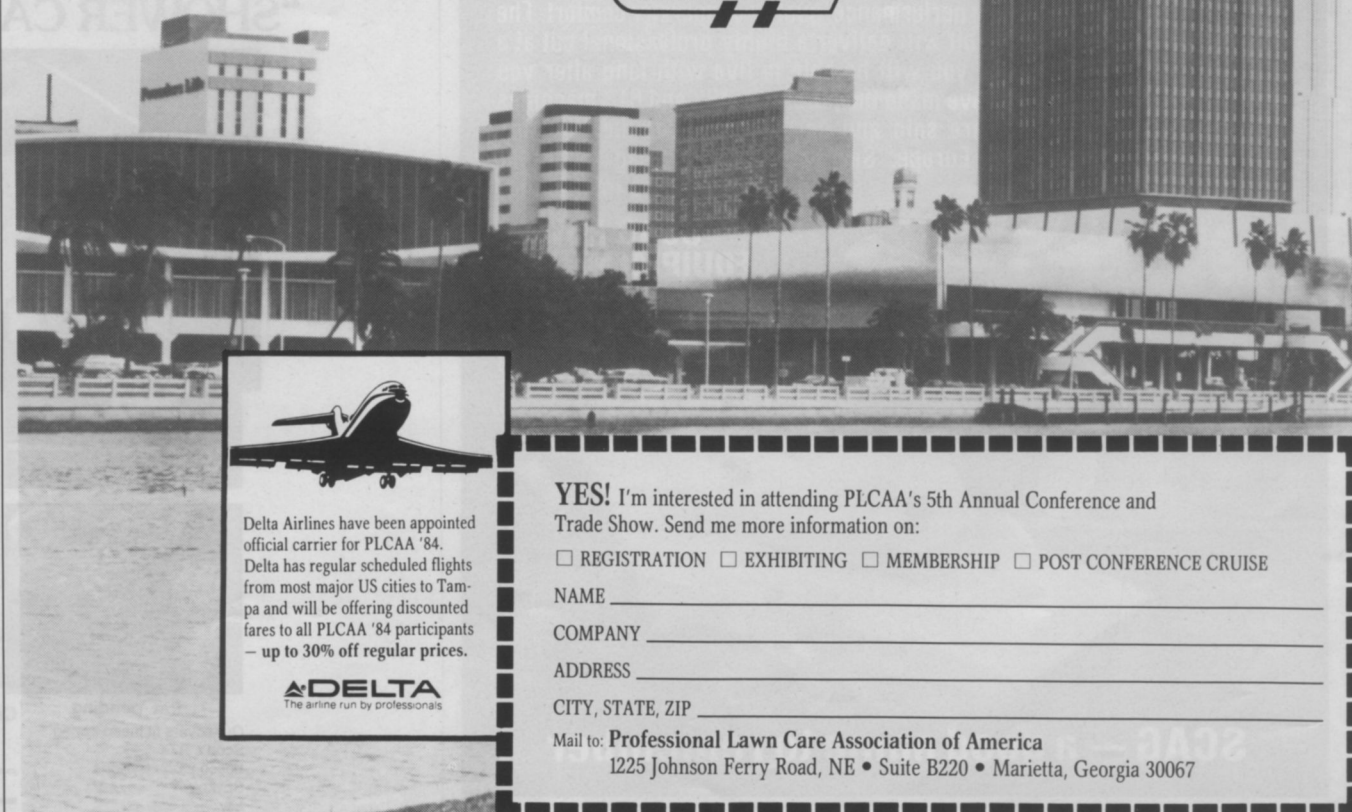 Delta Airlines have been appointed
official carrier for PLCAA '84.
Delta has regular scheduled flights
from most major US cities to Tam-
pa and will be offering discounted
fares to all PLCAA '84 participants
— up to 30% off regular prices.
DELTA
The airline run by professionals
YES! I'm interested in attending PLCAA's 5th Annual Conference and
Trade Show. Send me more information on:
□ REGISTRATION □ EXHIBITING □ MEMBERSHIP □ POST CONFERENCE CRUISE
NAME
COMPANY
ADDRESS
CITY, STATE, ZIP
Mail to: Professional Lawn Care Association of America
1225 Johnson Ferry Road, NE • Suite B220 • Marietta, Georgia 30067